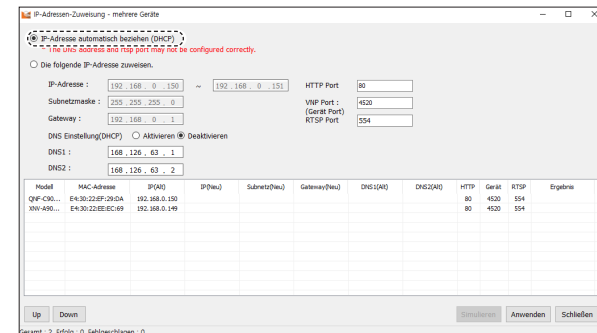 IP-Adressen-Zuweisung - mehrere Geräte
IP-Adresse automatisch beziehen (DHCP)
* The DNS address and rtsp port may not be configured correctly.
Die folgende IP-Adresse zuweisen.
IP-Adresse : 192 . 168 . 0 . 150 ~ 192 . 168 . 0 . 151 HTTP Port 80
Subnetzmaske : 255 . 255 . 255 . 0 VNP Port : 4520
(Gerät Port)
Gateway : 192 . 168 . 0 . 1 RTSP Port 554
DNS Einstellung(DHCP) Aktivieren Deaktivieren
DNS1 : 168 . 126 . 63 . 1
DNS2 : 168 . 126 . 63 . 2
Modell MAC-Adresse IP(Alt) IP(Neu) Subnetz(Neu) Gateway(Neu) DNS1(Alt) DNS2(Alt) HTTP Gerät RTSP Ergebnis
QNF-C90... E4:30:22:EF:29:DA 192.168.0.150 80 4520 554
XNV-A90... E4:30:22:EE:EC:69 192.168.0.149 80 4520 554
Up Down Simulieren Anwenden Schließen
Gesamt : 2, Erfolg : 0, Fehlgeschlagen : 0